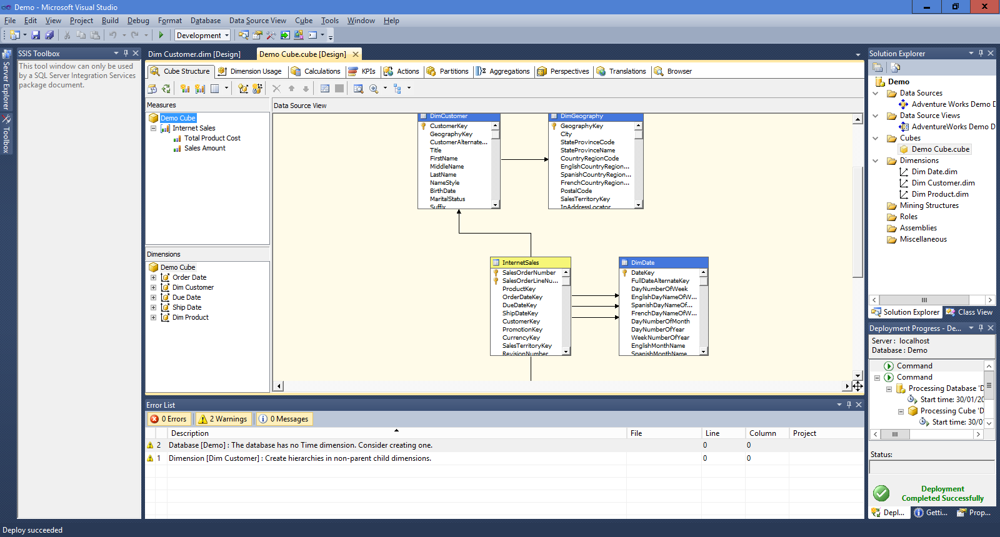 Demo - Microsoft Visual Studio
File Edit View Project Build Debug Format Database Data Source View Cube Tools Window Help
Development
Server Explorer
Toolbox
SSIS Toolbox
This tool window can only be used
by a SQL Server Integration Services
package document.
Dim Customer.dim [Design]
Demo Cube.cube [Design]
Cube Structure Dimension Usage Calculations KPIs Actions Partitions Aggregations Perspectives Translations Browser
Measures
Demo Cube
Internet Sales
Total Product Cost
Sales Amount
Dimensions
Demo Cube
Order Date
Dim Customer
Due Date
Ship Date
Dim Product
Data Source View
DimCustomer
CustomerKey
GeographyKey
CustomerAlternate...
Title
FirstName
MiddleName
LastName
NameStyle
BirthDate
MaritalStatus
Suffix
DimGeography
GeographyKey
City
StateProvinceCode
StateProvinceName
CountryRegionCode
EnglishCountryRegion...
SpanishCountryRegion...
FrenchCountryRegion...
PostalCode
SalesTerritoryKey
IpAddressLocator
InternetSales
SalesOrderNumber
SalesOrderLineNu...
ProductKey
OrderDateKey
DueDateKey
ShipDateKey
CustomerKey
PromotionKey
CurrencyKey
SalesTerritoryKey
RevisionNumber
DimDate
DateKey
FullDateAlternateKey
DayNumberOfWeek
EnglishDayNameOfW...
SpanishDayNameOf...
FrenchDayNameOfW...
DayNumberOfMonth
DayNumberOfYear
WeekNumberOfYear
EnglishMonthName
SpanishMonthName
Error List
0 Errors 2 Warnings 0 Messages
Description File Line Column Project
2 Database [Demo] : The database has no Time dimension. Consider creating one. 0 0
1 Dimension [Dim Customer] : Create hierarchies in non-parent child dimensions. 0 0
Solution Explorer
Demo
Data Sources
Adventure Works Demo D
Data Source Views
AdventureWorks Demo D
Cubes
Demo Cube.cube
Dimensions
Dim Date.dim
Dim Customer.dim
Dim Product.dim
Mining Structures
Roles
Assemblies
Miscellaneous
Solution Explorer Class View
Deployment Progress - De...
Server : localhost
Database : Demo
Command
Command
Processing Database 'D
Start time: 30/01/20
Processing Cube 'D
Start time: 30/0
Status:
Deployment
Completed Successfully
Depl... Getti... Prop...
Deploy succeeded